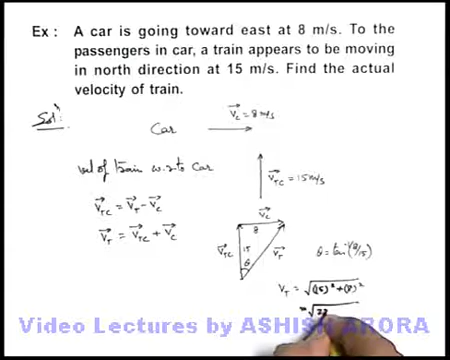 Ex : A car is going toward east at 8 m/s. To the
passengers in car, a train appears to be moving
in north direction at 15 m/s. Find the actual
velocity of train.
Sol:
Car
V⃗c = 8 m/s
vel of train w.r.to Car
V⃗TC = 15 m/s
V⃗TC = V⃗T - V⃗C
V⃗T = V⃗TC + V⃗C
V⃗C
8
V⃗TC
15
θ
V⃗T
θ = tan⁻¹(8/15)
VT = √(15)² + (8)²
= √28
Video Lectures by ASHISH ARORA